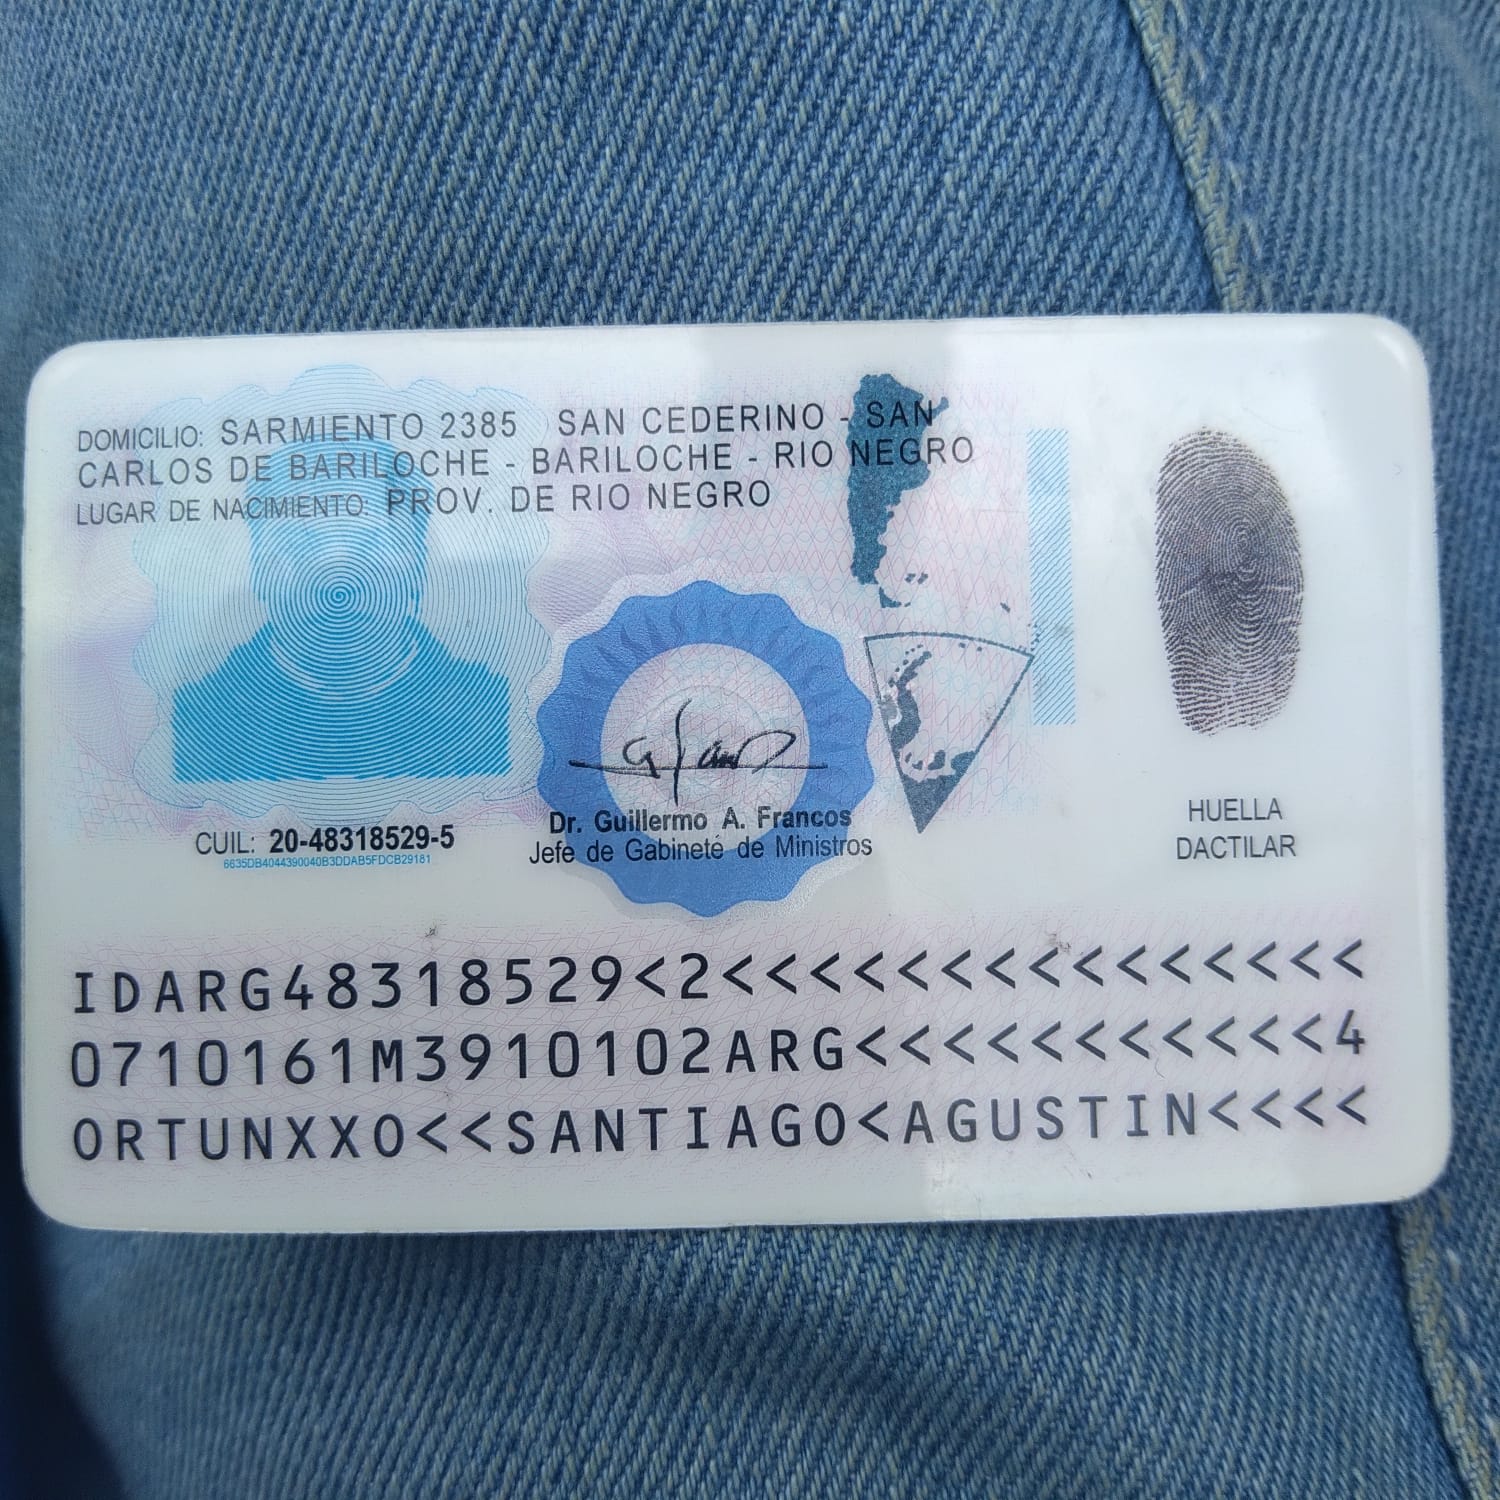 DOMICILIO: SARMIENTO 2385 SAN CEDERINO - SAN
CARLOS DE BARILOCHE - BARILOCHE - RIO NEGRO
LUGAR DE NACIMIENTO: PROV. DE RIO NEGRO
CUIL: 20-48318529-5
6635DB4044390040B3DDAB5FDCB29181
Dr. Guillermo A. Francos
Jefe de Gabinete de Ministros
HUELLA
DACTILAR
IDARG48318529<2<<<<<<<<<<<<<<<
0710161M3910102ARG<<<<<<<<<<<4
ORTUNXXO<<SANTIAGO<AGUSTIN<<<<